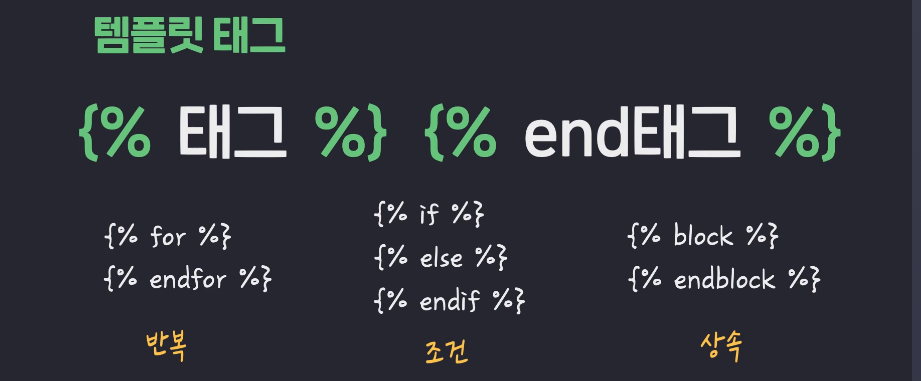 템플릿 태그
{% 태그 %} {% end태그 %}
{% for %}
{% endfor %}
반복
{% if %}
{% else %}
{% endif %}
조건
{% block %}
{% endblock %}
상속